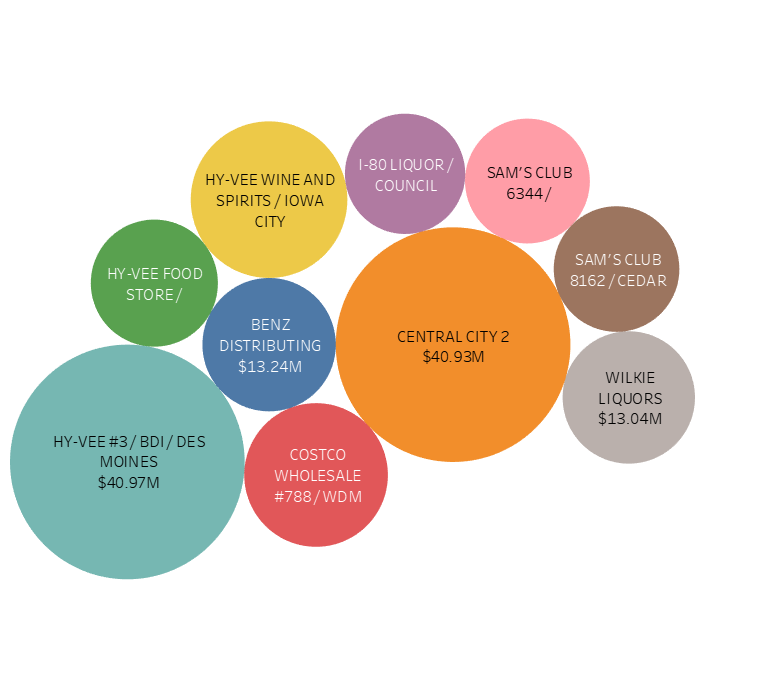 I-80 LIQUOR /
COUNCIL
SAM'S CLUB
6344 /
HY-VEE WINE AND
SPIRITS / IOWA
CITY
SAM'S CLUB
8162 / CEDAR
HY-VEE FOOD
STORE /
BENZ
DISTRIBUTING
$13.24M
CENTRAL CITY 2
$40.93M
WILKIE
LIQUORS
$13.04M
HY-VEE #3 / BDI / DES
MOINES
$40.97M
COSTCO
WHOLESALE
#788 / WDM